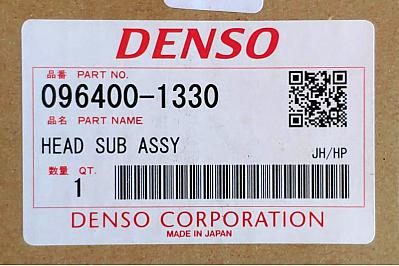 DENSO
品番 PART NO.
096400-1330
品名 PART NAME
HEAD SUB ASSY
JH/HP
数量 QT.
1
DENSO CORPORATION
MADE IN JAPAN